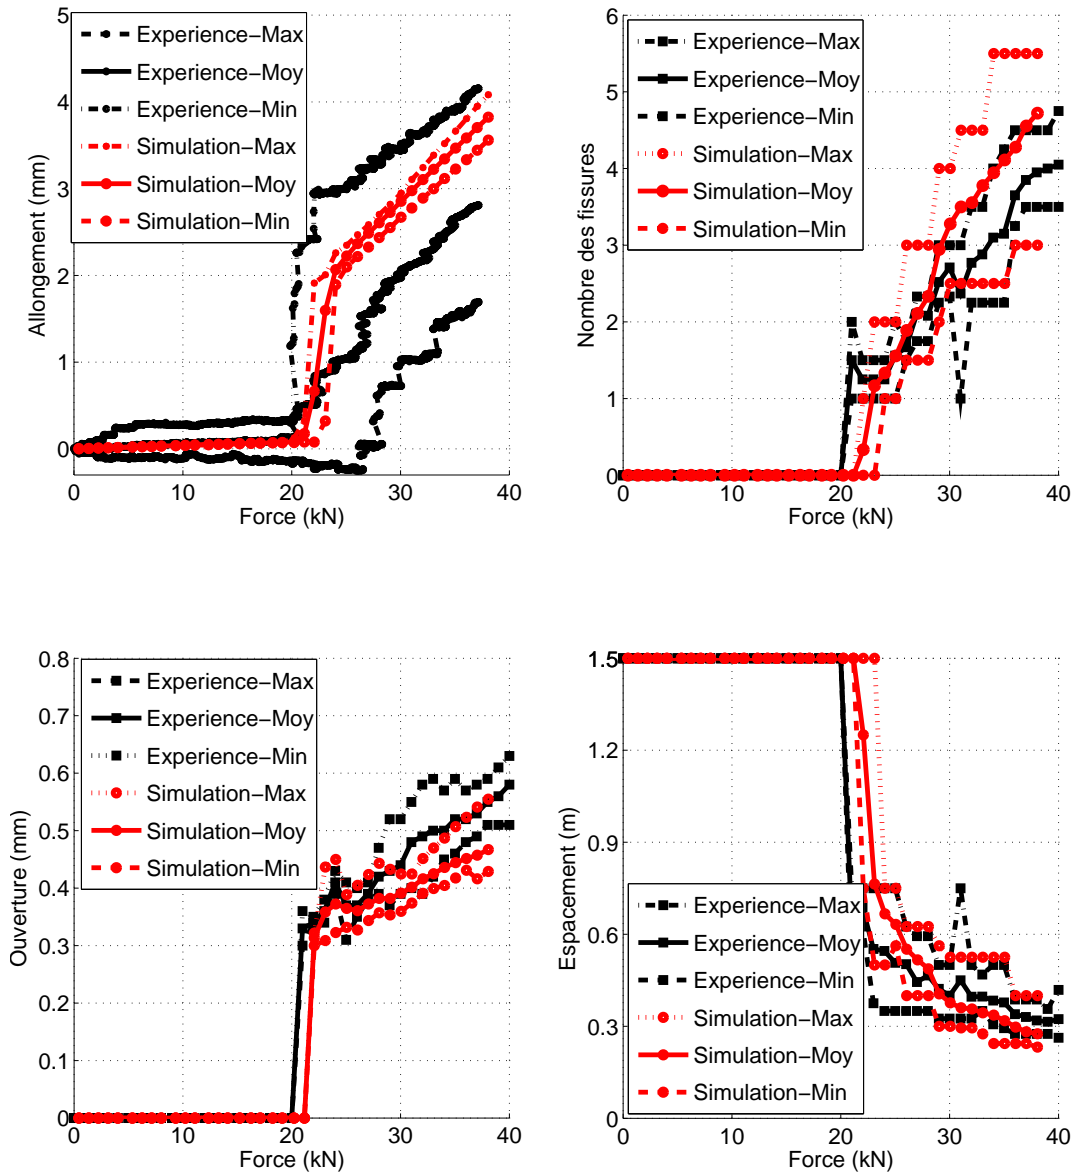 5
4
3
2
1
0
Allongement (mm)
Experience−Max
Experience−Moy
Experience−Min
Simulation−Max
Simulation−Moy
Simulation−Min
0
10
20
30
40
Force (kN)
6
5
4
3
2
1
0
Nombre des fissures
Experience−Max
Experience−Moy
Experience−Min
Simulation−Max
Simulation−Moy
Simulation−Min
0
10
20
30
40
Force (kN)
0.8
0.7
0.6
0.5
0.4
0.3
0.2
0.1
0
Ouverture (mm)
Experience−Max
Experience−Moy
Experience−Min
Simulation−Max
Simulation−Moy
Simulation−Min
0
10
20
30
40
Force (kN)
1.5
1.2
0.9
0.6
0.3
0
Espacement (m)
Experience−Max
Experience−Moy
Experience−Min
Simulation−Max
Simulation−Moy
Simulation−Min
0
10
20
30
40
Force (kN)